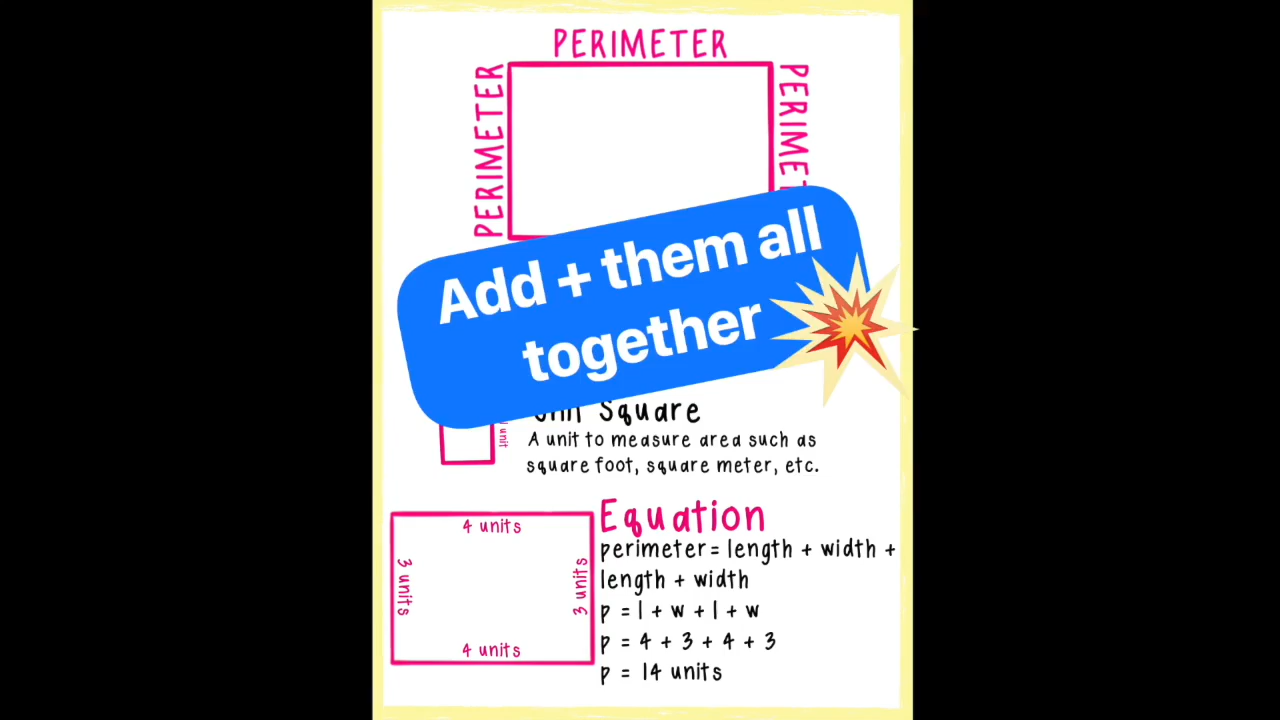 PERIMETER
PERIMETER
Add + them all
together
Square
1 unit
A unit to measure area such as
square foot, square meter, etc.
4 units
3 units
3 units
4 units
Equation
perimeter = length + width +
length + width
p = l + w + l + w
p = 4 + 3 + 4 + 3
p = 14 units